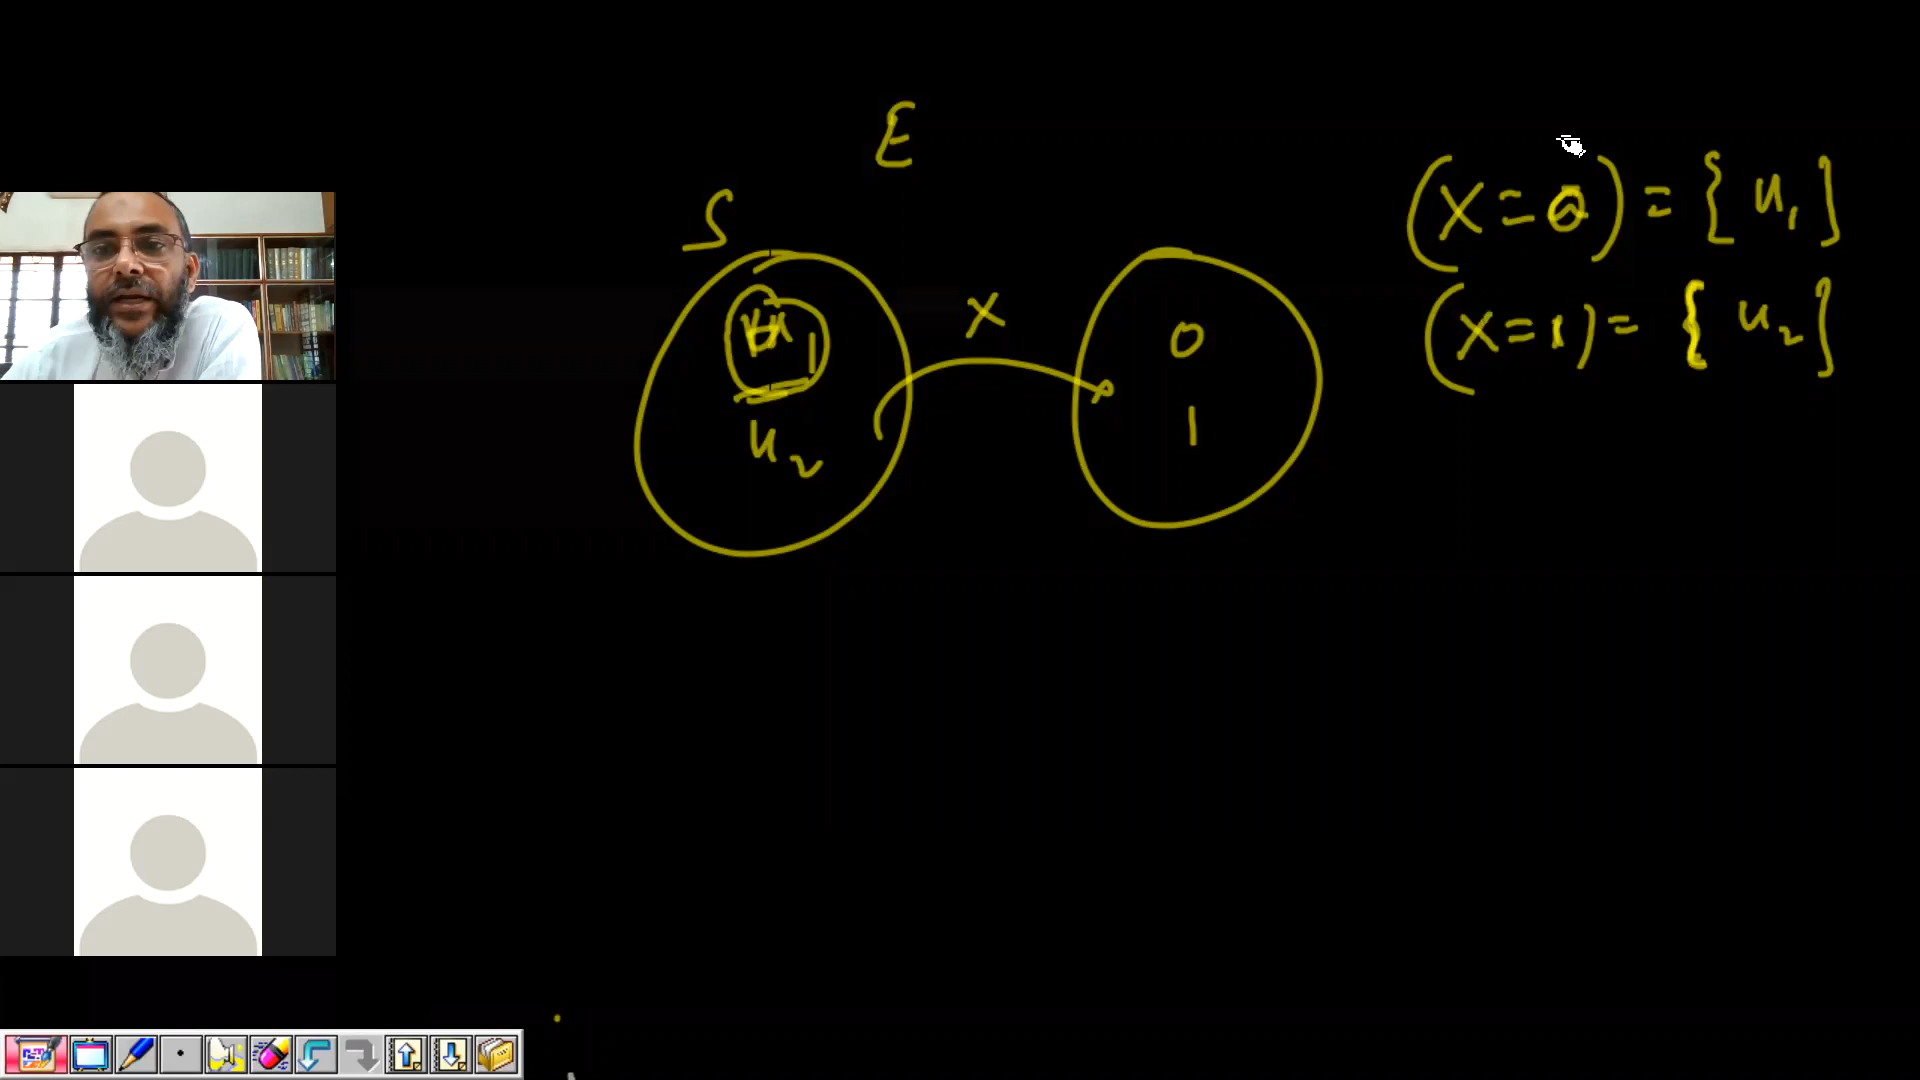 E
S
(X=0) = {u₁}
X
u₁
0
(X=1) = {u₂}
u₂
1